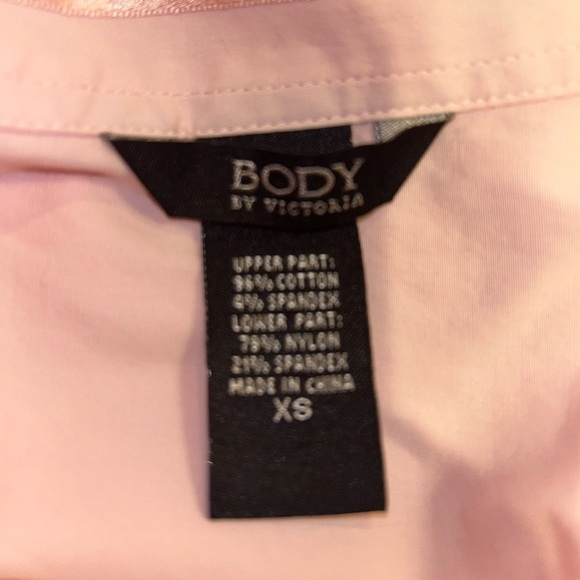 BODY
BY VICTORIA
UPPER PART:
96% COTTON
4% SPANDEX
LOWER PART:
79% NYLON
21% SPANDEX
MADE IN CHINA
XS